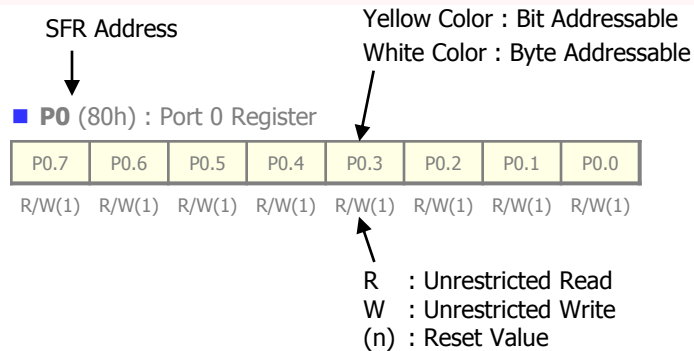 SFR Address
Yellow Color : Bit Addressable
White Color : Byte Addressable
P0 (80h) : Port 0 Register
P0.7 P0.6 P0.5 P0.4 P0.3 P0.2 P0.1 P0.0
R/W(1) R/W(1) R/W(1) R/W(1) R/W(1) R/W(1) R/W(1) R/W(1)
R : Unrestricted Read
W : Unrestricted Write
(n) : Reset Value